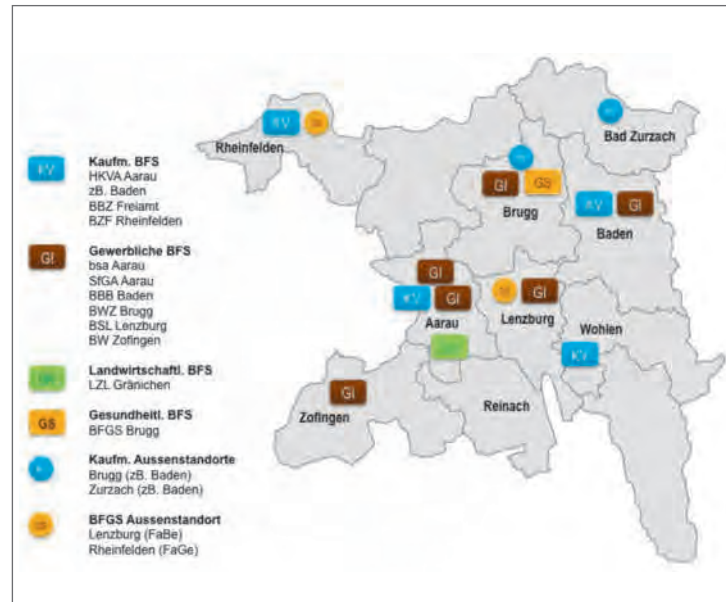 KV
Kaufm. BFS
HKVA Aarau
zB. Baden
BBZ Freiamt
BZF Rheinfelden
GI
Gewerbliche BFS
bsa Aarau
SfGA Aarau
BBB Baden
BWZ Brugg
BSL Lenzburg
BW Zofingen
Landwirtschaftl. BFS
LZL Gränichen
GS
Gesundheitl. BFS
BFGS Brugg
Kaufm. Aussenstandorte
Brugg (zB. Baden)
Zurzach (zB. Baden)
BFGS Aussenstandort
Lenzburg (FaBe)
Rheinfelden (FaGe)
KV
Rheinfelden
Bad Zurzach
GI GS
Brugg
KV GI
Baden
GI
KV GI
Aarau
GI
Lenzburg
Wohlen
KV
GI
Zofingen
Reinach